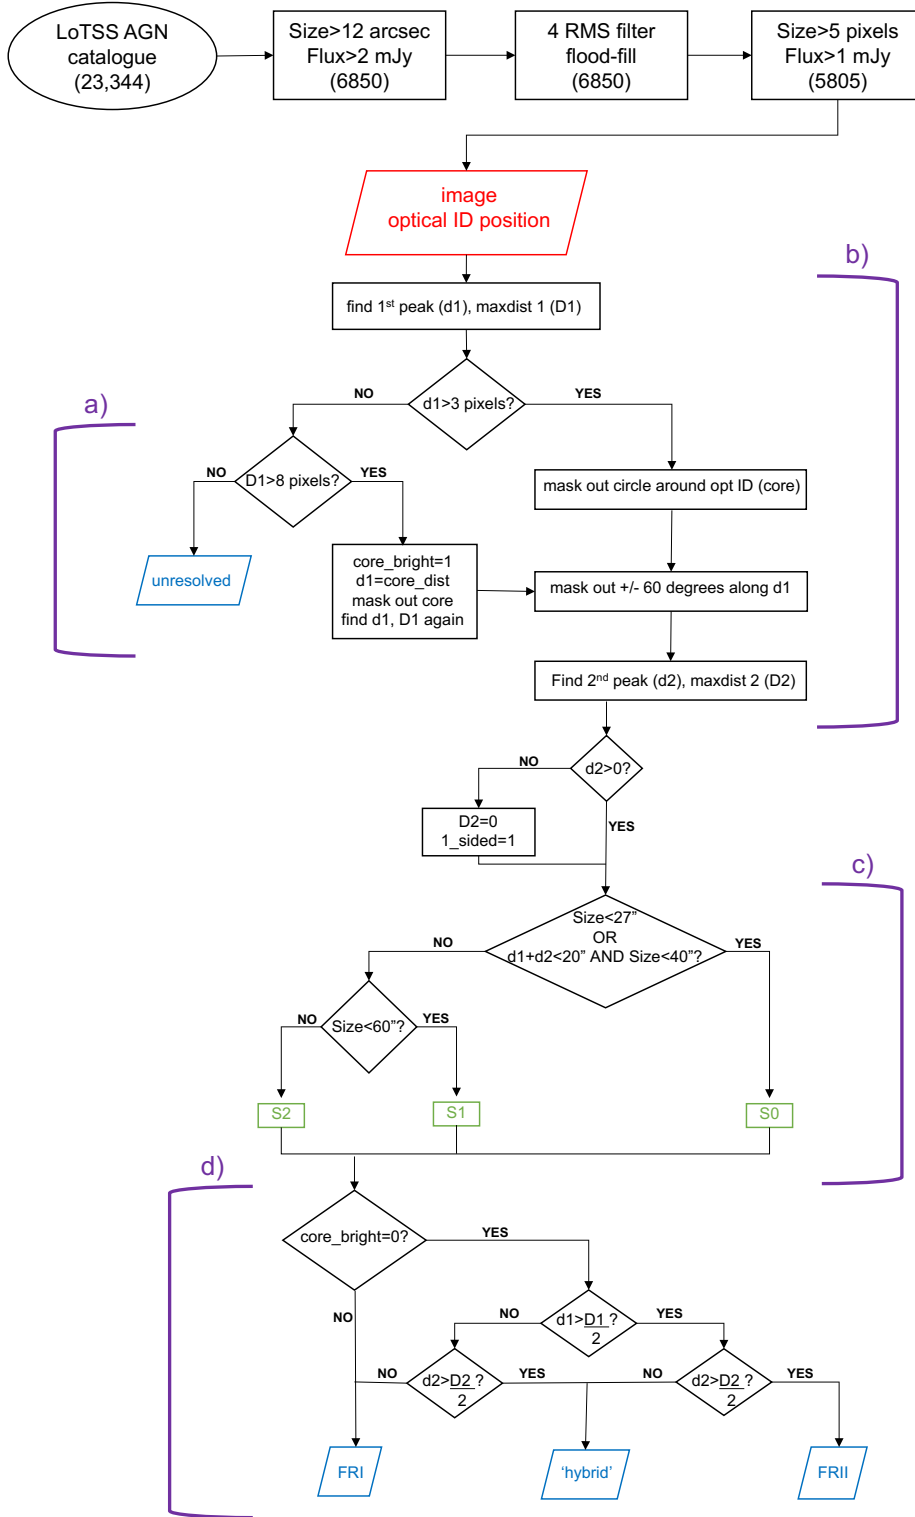 LoTSS AGN
catalogue
(23,344)
Size>12 arcsec
Flux>2 mJy
(6850)
4 RMS filter
flood-fill
(6850)
Size>5 pixels
Flux>1 mJy
(5805)
image
optical ID position
b)
find 1st peak (d1), maxdist 1 (D1)
d1>3 pixels?
NO
YES
a)
D1>8 pixels?
NO
YES
mask out circle around opt ID (core)
unresolved
core_bright=1
d1=core_dist
mask out core
find d1, D1 again
mask out +/- 60 degrees along d1
Find 2nd peak (d2), maxdist 2 (D2)
d2>0?
NO
YES
D2=0
1_sided=1
c)
Size<27”
OR
d1+d2<20” AND Size<40”?
NO
YES
Size<60”?
NO
YES
S2
S1
S0
d)
core_bright=0?
YES
NO
d1>D1 ?
2
NO
YES
d2>D2 ?
2
NO
YES
d2>D2 ?
2
NO
YES
FRI
‘hybrid’
FRII